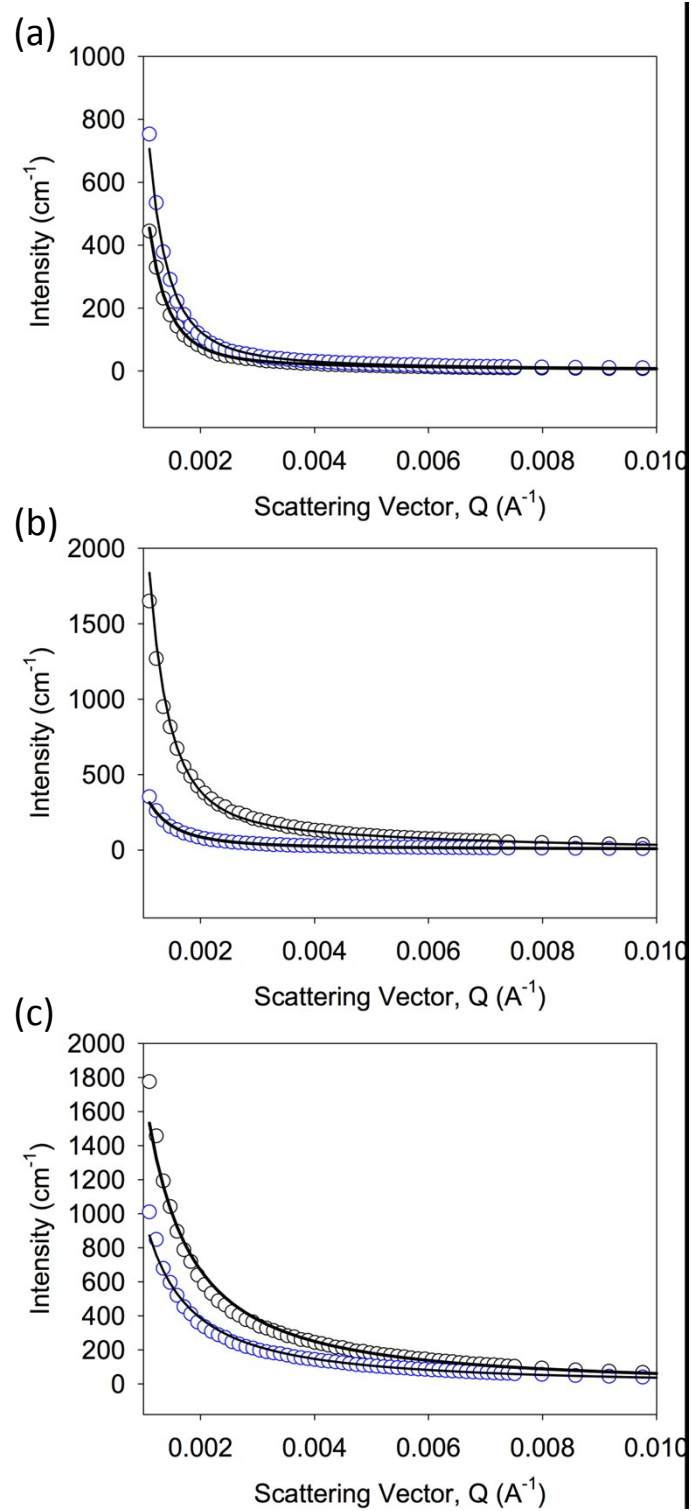 (a)
1000
800
600
400
200
0
Intensity (cm-1)
0.002 0.004 0.006 0.008 0.010
Scattering Vector, Q (A-1)
(b)
2000
1500
1000
500
0
Intensity (cm-1)
0.002 0.004 0.006 0.008 0.010
Scattering Vector, Q (A-1)
(c)
2000
1800
1600
1400
1200
1000
800
600
400
200
0
Intensity (cm-1)
0.002 0.004 0.006 0.008 0.010
Scattering Vector, Q (A-1)